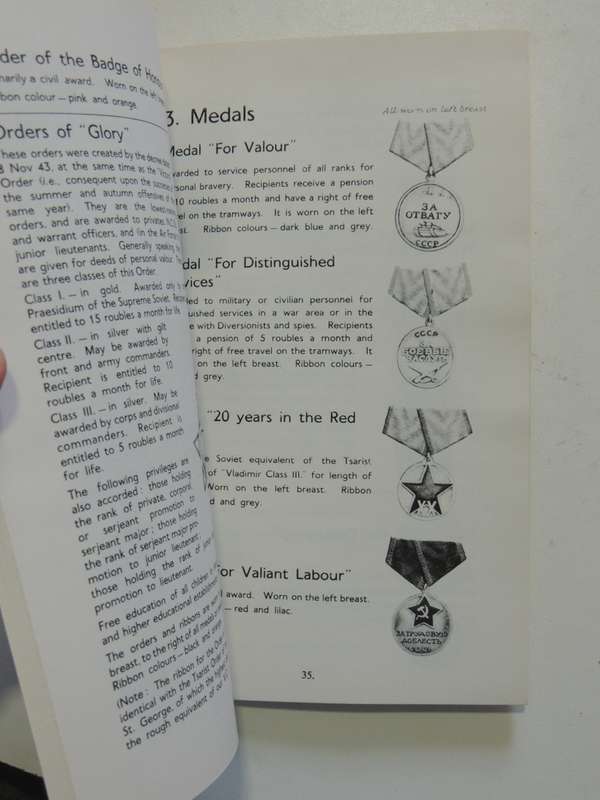 der of the Badge of Hono
marily a civil award. Worn on the left
bon colour — pink and orange.
Orders of "Glory"
hese orders were created by the decree
8 Nov 43, at the same time as the
Order (i.e., consequent upon the
the summer and autumn offensives
same year). They are the lowest
orders, and are awarded to privates,
and warrant officers, and (in the Air
junior lieutenants. Generally speaking,
are given for deeds of personal valour.
are three classes of this Order.
Class I. — in gold. Awarded only
Praesidium of the Supreme Soviet.
entitled to 15 roubles a month for life.
Class II. — in silver with gilt
centre. May be awarded by
front and army commanders.
Recipient is entitled to 10
roubles a month for life.
Class III. — in silver. May be
awarded by corps and divisional
commanders. Recipient is
entitled to 5 roubles a month
for life.
The following privileges are
also accorded: those holding
the rank of private, corporal
or serjeant promotion to
serjeant major; those holding
the rank of serjeant major pro-
motion to junior lieutenant;
those holding the rank of
promotion to lieutenant.
Free education of all children
and higher educational
The orders and ribbons are
breast, to the right of all medals
Ribbon colours — black and
(Note: The ribbon for the
identical with the Tsarist
St. George, of which the
the rough equivalent of our
3. Medals
All worn on left breast
Medal "For Valour"
warded to service personnel of all ranks for
rsonal bravery. Recipients receive a pension
10 roubles and have a right of free
el on the tramways. It is worn on the left
st. Ribbon colours — dark blue and grey.
ЗА
ОТВАГУ
СССР
dal "For Distinguished
vices"
ded to military or civilian personnel for
uished services in a war area or in the
e with Diversionists and spies. Recipients
a pension of 5 roubles a month and
right of free travel on the tramways. It
on the left breast. Ribbon colours —
d grey.
СССР
"20 years in the Red
e Soviet equivalent of the Tsarist
of "Vladimir Class III." for length of
Worn on the left breast. Ribbon
d and grey.
XX
For Valiant Labour"
l award. Worn on the left breast.
— red and lilac.
ЗА ТРУДОВУЮ
ДОБЛЕСТЬ
СССР
35.